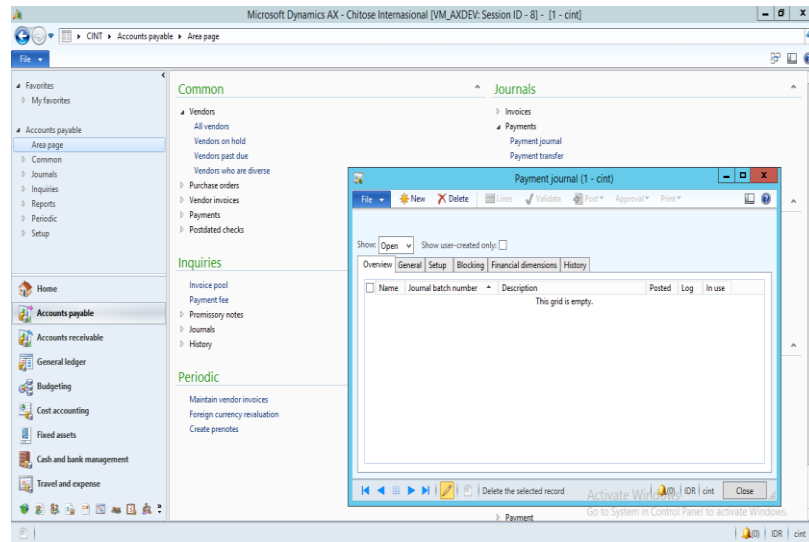 Microsoft Dynamics AX - Chitose Internasional [VM_AXDEV: Session ID - 8] - [1 - cint]
CINT ▸ Accounts payable ▸ Area page
File
Favorites
My favorites
Accounts payable
Area page
Common
Journals
Inquiries
Reports
Periodic
Setup
Home
Accounts payable
Accounts receivable
General ledger
Budgeting
Cost accounting
Fixed assets
Cash and bank management
Travel and expense
Common
Vendors
All vendors
Vendors on hold
Vendors past due
Vendors who are diverse
Purchase orders
Vendor invoices
Payments
Postdated checks
Inquiries
Invoice pool
Payment fee
Promissory notes
Journals
History
Periodic
Maintain vendor invoices
Foreign currency revaluation
Create prenotes
Journals
Invoices
Payments
Payment journal
Payment transfer
Payment
Payment journal (1 - cint)
File New Delete Lines Validate Post Approval Print
Show: Open Show user-created only:
Overview General Setup Blocking Financial dimensions History
Name Journal batch number Description Posted Log In use
This grid is empty.
Delete the selected record (0) IDR cint Close
Activate Windows
Go to System in Control Panel to activate Windows.
(0) IDR cint